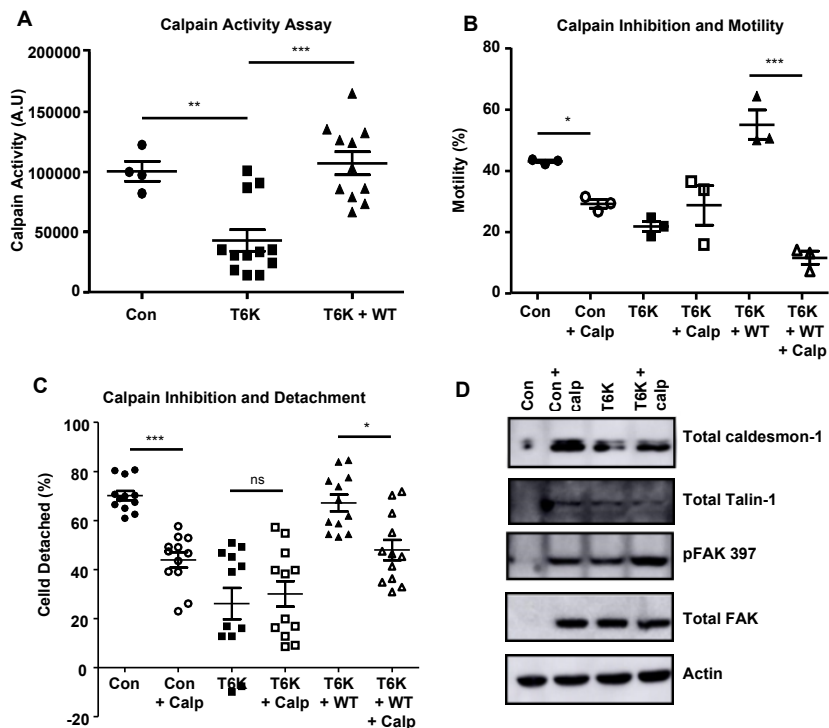 A
Calpain Activity Assay
Calpain Activity (A.U)
200000
150000
100000
50000
0
**
***
Con
T6K
T6K + WT
B
Calpain Inhibition and Motility
Motility (%)
80
60
40
20
0
*
***
Con
Con
+ Calp
T6K
T6K
+ Calp
T6K
+ WT
T6K
+ WT
+ Calp
C
Calpain Inhibition and Detachment
Celld Detached (%)
100
80
60
40
20
0
-20
***
ns
*
Con
Con
+ Calp
T6K
T6K
+ Calp
T6K
+ WT
T6K
+ WT
+ Calp
D
Con
Con +
calp
T6K
T6K +
calp
Total caldesmon-1
Total Talin-1
pFAK 397
Total FAK
Actin